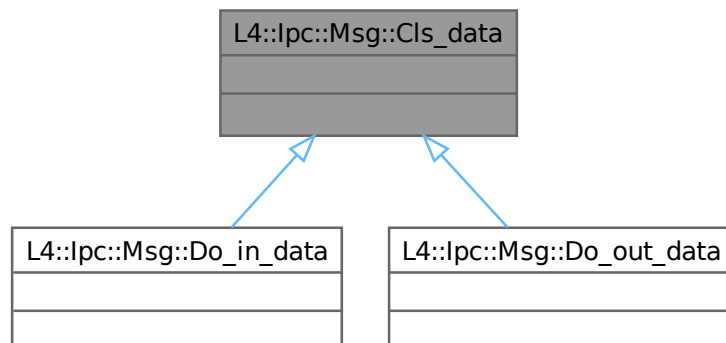 L4::Ipc::Msg::Cls_data
L4::Ipc::Msg::Do_in_data
L4::Ipc::Msg::Do_out_data